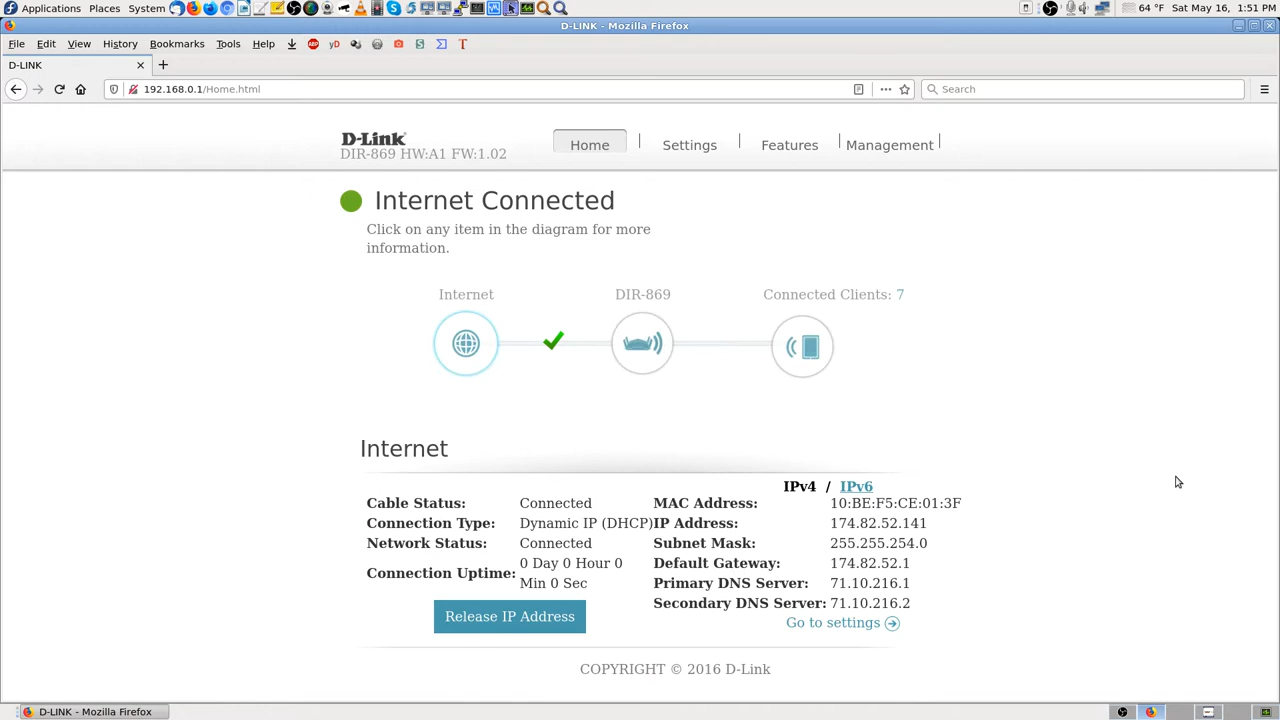 Applications Places System 64 °F Sat May 16, 1:51 PM
D-LINK - Mozilla Firefox
File Edit View History Bookmarks Tools Help
D-LINK
192.168.0.1/Home.html Search
D-Link
DIR-869 HW:A1 FW:1.02
Home Settings Features Management
Internet Connected
Click on any item in the diagram for more
information.
Internet DIR-869 Connected Clients: 7
Internet
IPv4 / IPv6
Cable Status: Connected MAC Address: 10:BE:F5:CE:01:3F
Connection Type: Dynamic IP (DHCP) IP Address: 174.82.52.141
Network Status: Connected Subnet Mask: 255.255.254.0
Connection Uptime: 0 Day 0 Hour 0 Default Gateway: 174.82.52.1
Min 0 Sec Primary DNS Server: 71.10.216.1
Secondary DNS Server: 71.10.216.2
Release IP Address
Go to settings
COPYRIGHT © 2016 D-Link
D-LINK - Mozilla Firefox